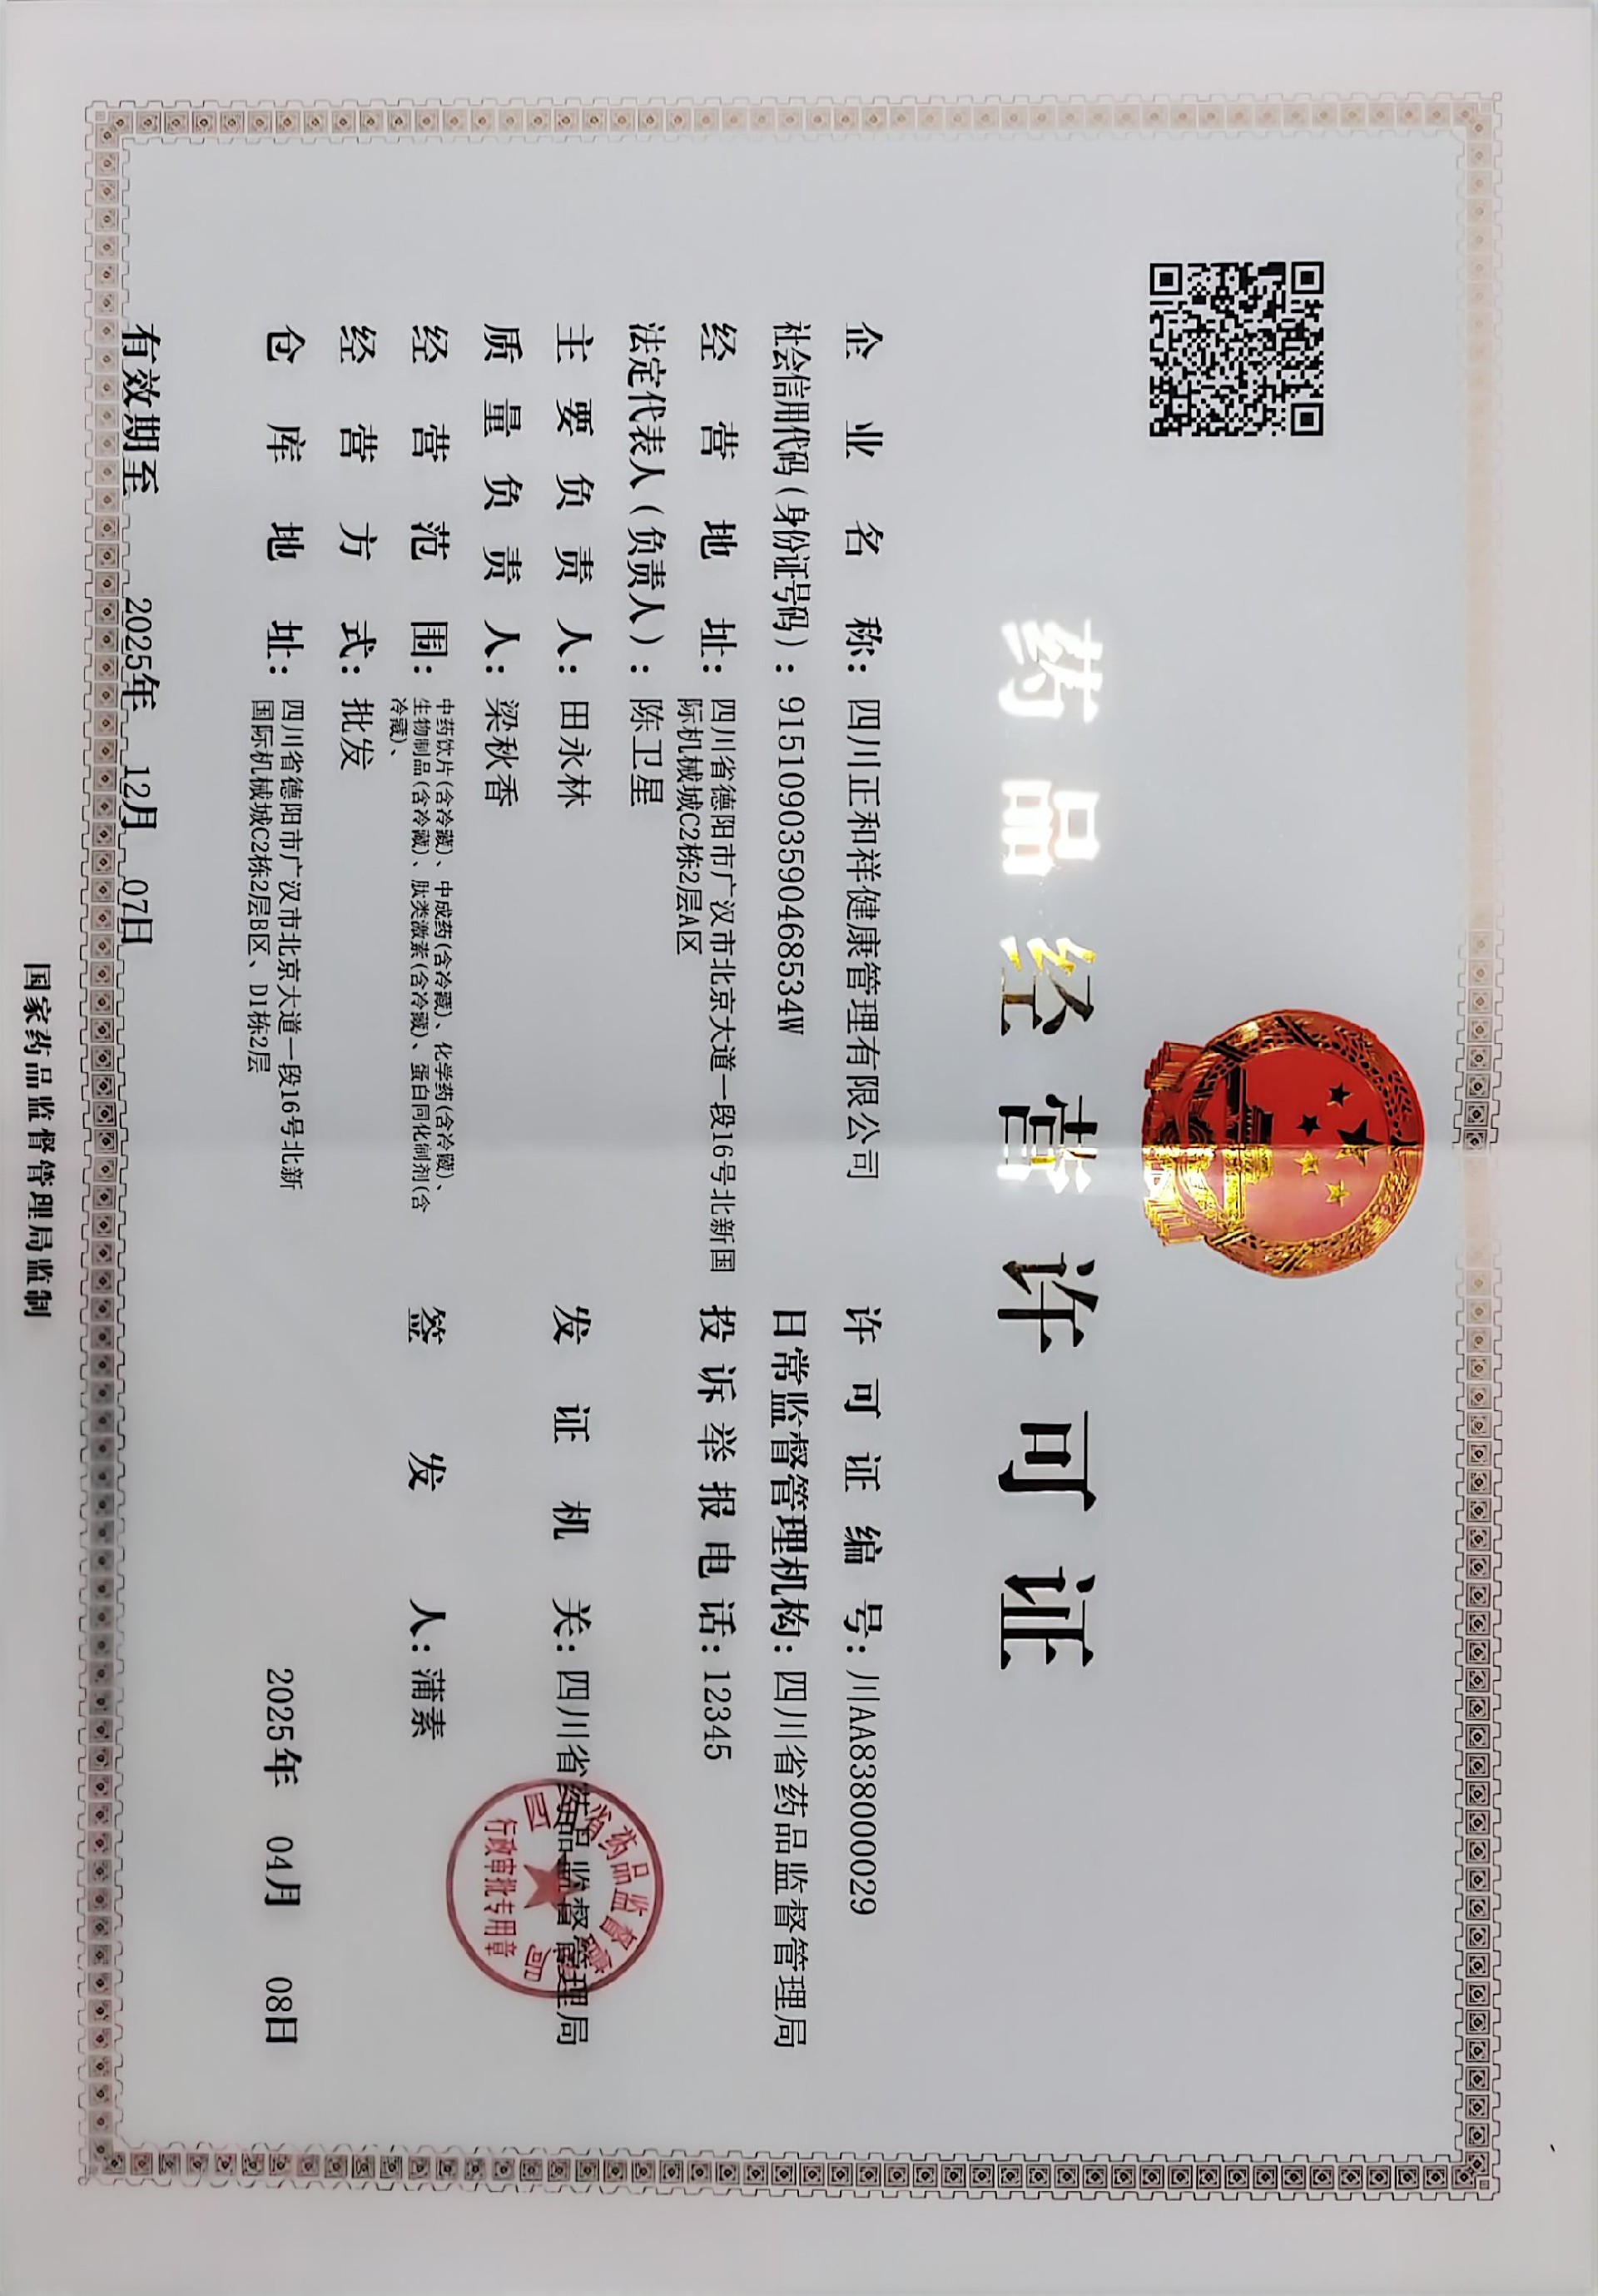 药品经营许可证
企业名称：四川正和祥健康管理有限公司
许可证编号：川AA838000029
社会信用代码（身份证号码）：91510903590468534W
日常监督管理机构：四川省药品监督管理局
经营地址：四川省德阳市广汉市北京大道一段16号北新国
际机械城C2栋2层A区
投诉举报电话：12345
法定代表人（负责人）：陈卫星
主要负责人：田永林
发证机关：四川省药品监督管理局
质量负责人：梁秋香
经营范围：中药饮片(含冷藏)、中成药(含冷藏)、化学药(含冷藏)、
生物制品(含冷藏)、肽类激素(含冷藏)、蛋白同化制剂(含
冷藏)、
签发人：蒲素
经营方式：批发
仓库地址：四川省德阳市广汉市北京大道一段16号北新
国际机械城C2栋2层B区、D1栋2层
2025年 04月 08日
有效期至 2025年 12月 07日
四川省药品监督管理局
行政审批专用章
国家药品监督管理局监制